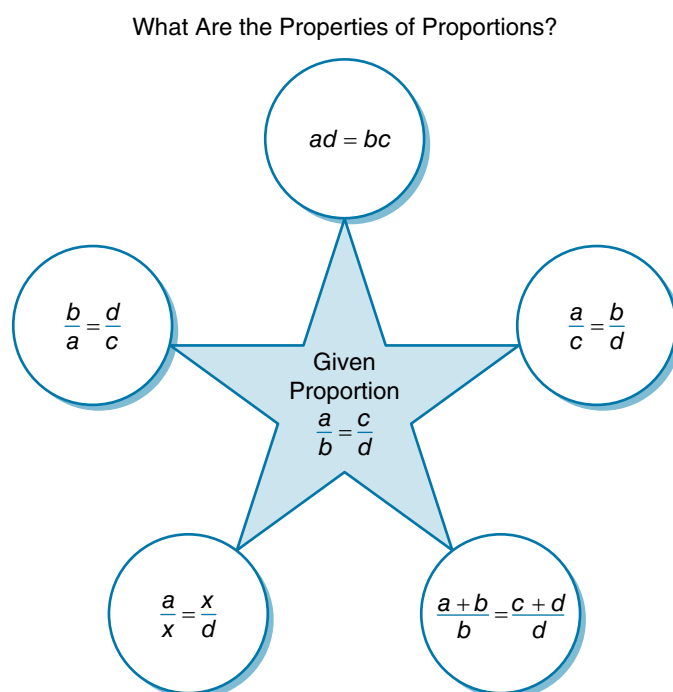 What Are the Properties of Proportions?
ad = bc
b/a = d/c
a/c = b/d
Given
Proportion
a/b = c/d
a/x = x/d
a + b/b = c + d/d